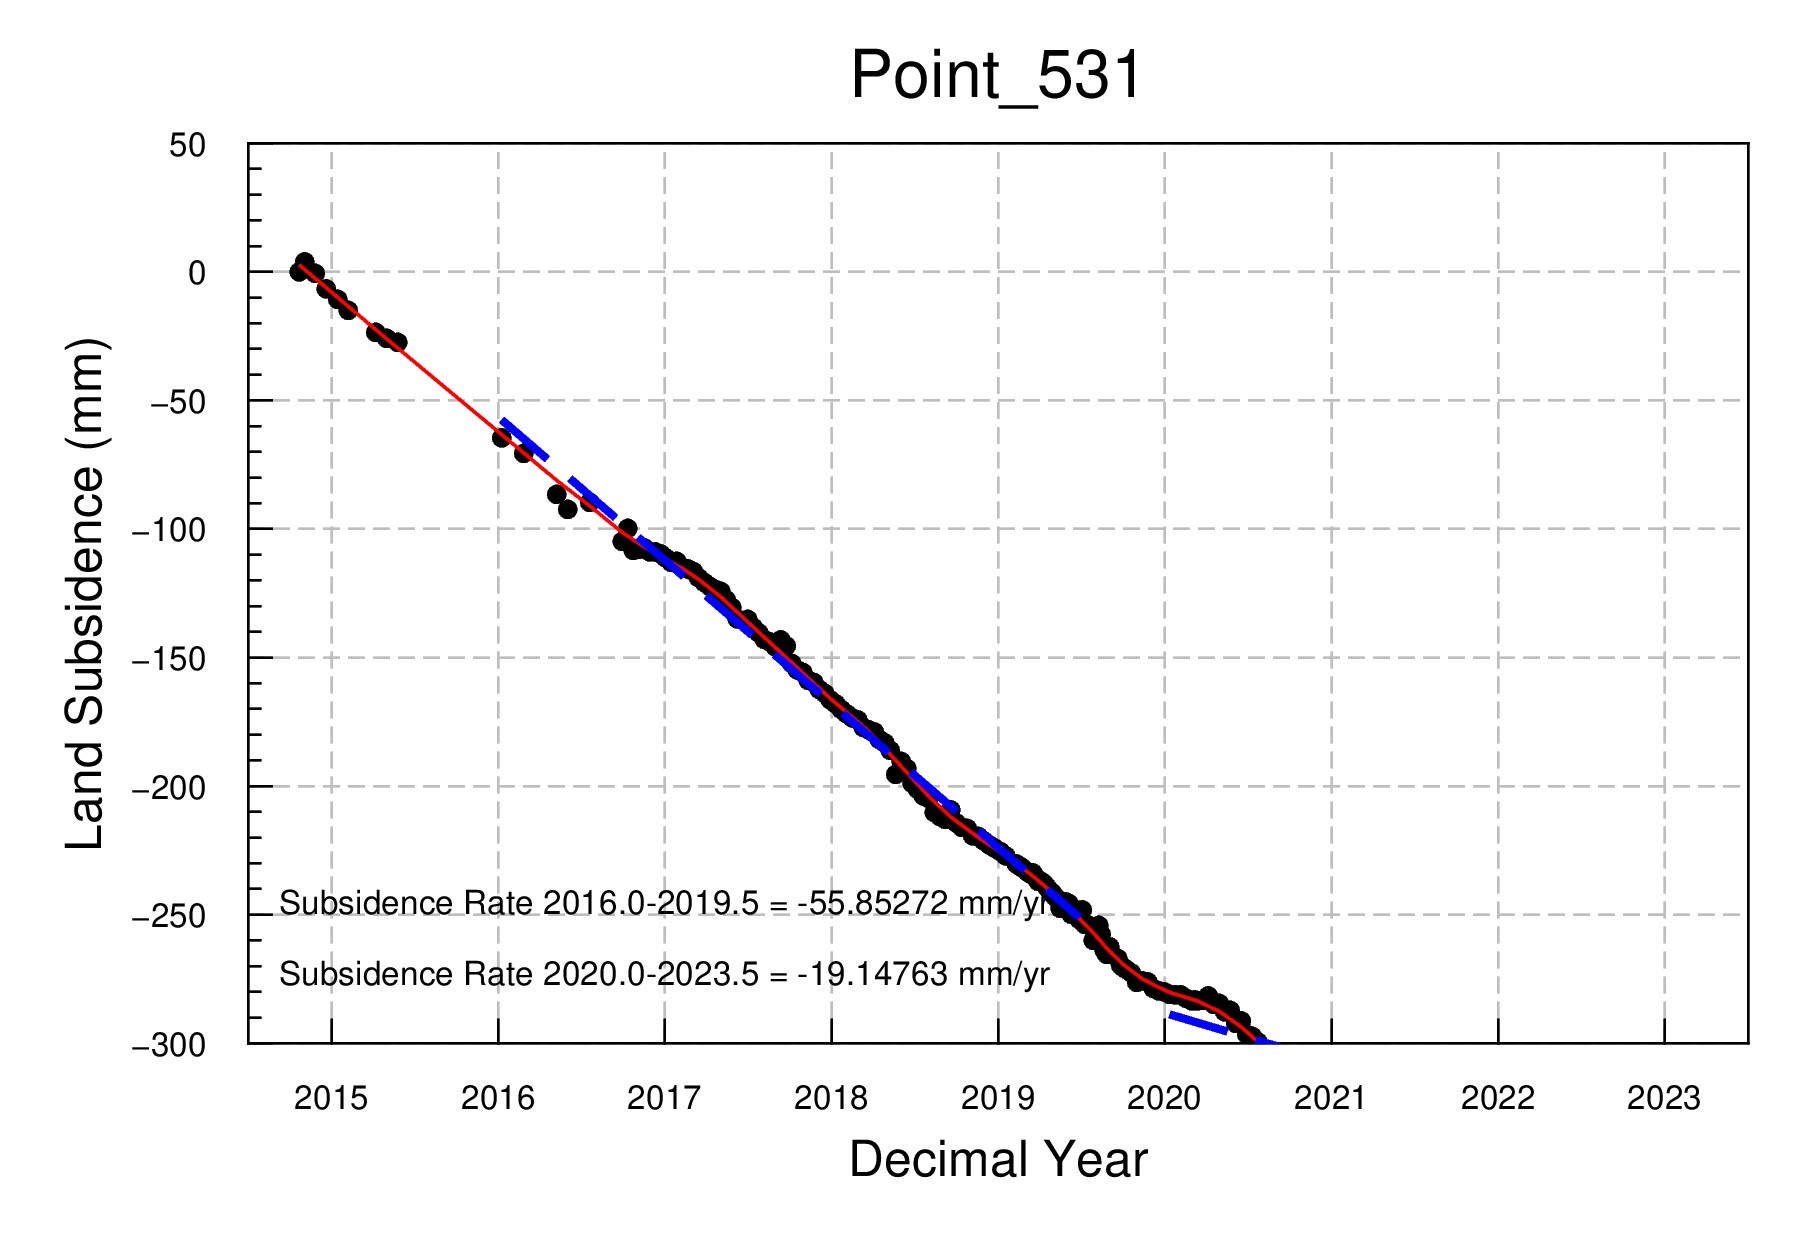 Point_531
50
0
−50
−100
−150
−200
−250
−300
Land Subsidence (mm)
Subsidence Rate 2016.0-2019.5 = -55.85272 mm/yr
Subsidence Rate 2020.0-2023.5 = -19.14763 mm/yr
2015 2016 2017 2018 2019 2020 2021 2022 2023
Decimal Year